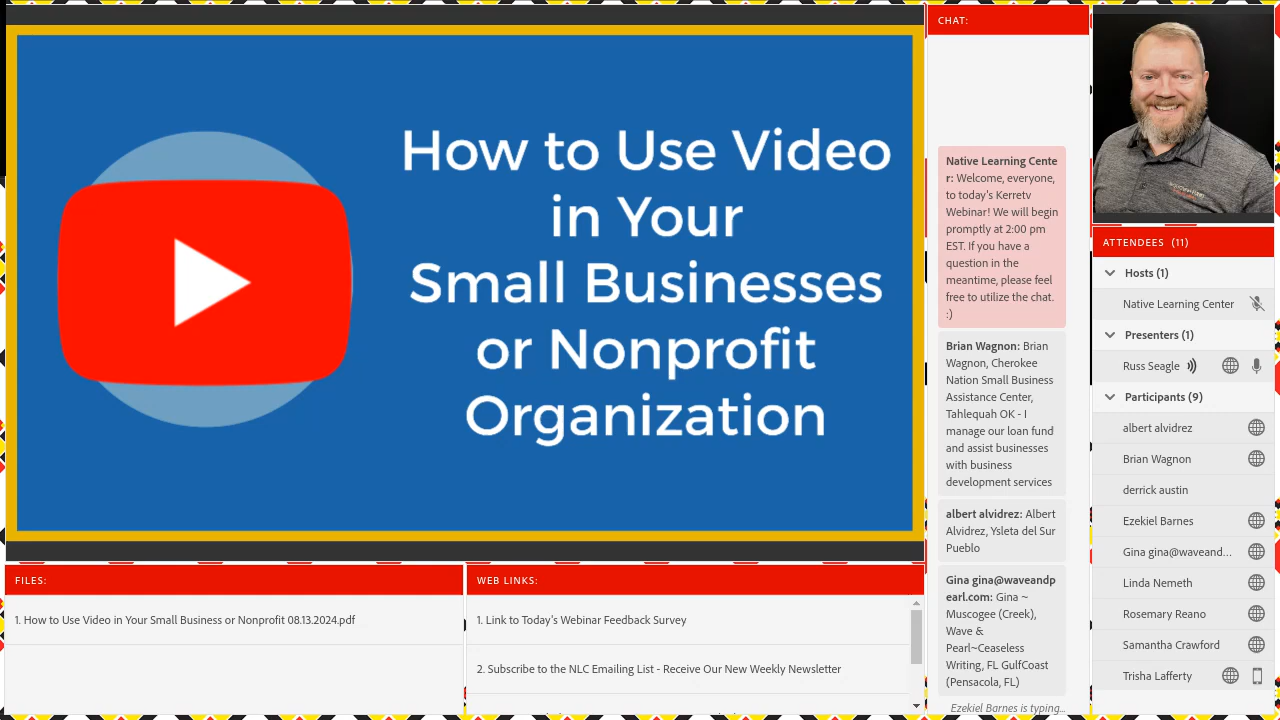 How to Use Video
in Your
Small Businesses
or Nonprofit
Organization
CHAT:
Native Learning Cente
r: Welcome, everyone,
to today's Kerretv
Webinar! We will begin
promptly at 2:00 pm
EST. If you have a
question in the
meantime, please feel
free to utilize the chat.
:)
Brian Wagnon: Brian
Wagnon, Cherokee
Nation Small Business
Assistance Center,
Tahlequah OK - I
manage our loan fund
and assist businesses
with business
development services
albert alvidrez: Albert
Alvidrez, Ysleta del Sur
Pueblo
Gina gina@waveandp
earl.com: Gina ~
Muscogee (Creek),
Wave &
Pearl~Ceaseless
Writing, FL GulfCoast
(Pensacola, FL)
Ezekiel Barnes is typing...
ATTENDEES (11)
Hosts (1)
Native Learning Center
Presenters (1)
Russ Seagle
Participants (9)
albert alvidrez
Brian Wagnon
derrick austin
Ezekiel Barnes
Gina gina@waveand...
Linda Nemeth
Rosemary Reano
Samantha Crawford
Trisha Lafferty
FILES:
1. How to Use Video in Your Small Business or Nonprofit 08.13.2024.pdf
WEB LINKS:
1. Link to Today's Webinar Feedback Survey
2. Subscribe to the NLC Emailing List - Receive Our New Weekly Newsletter